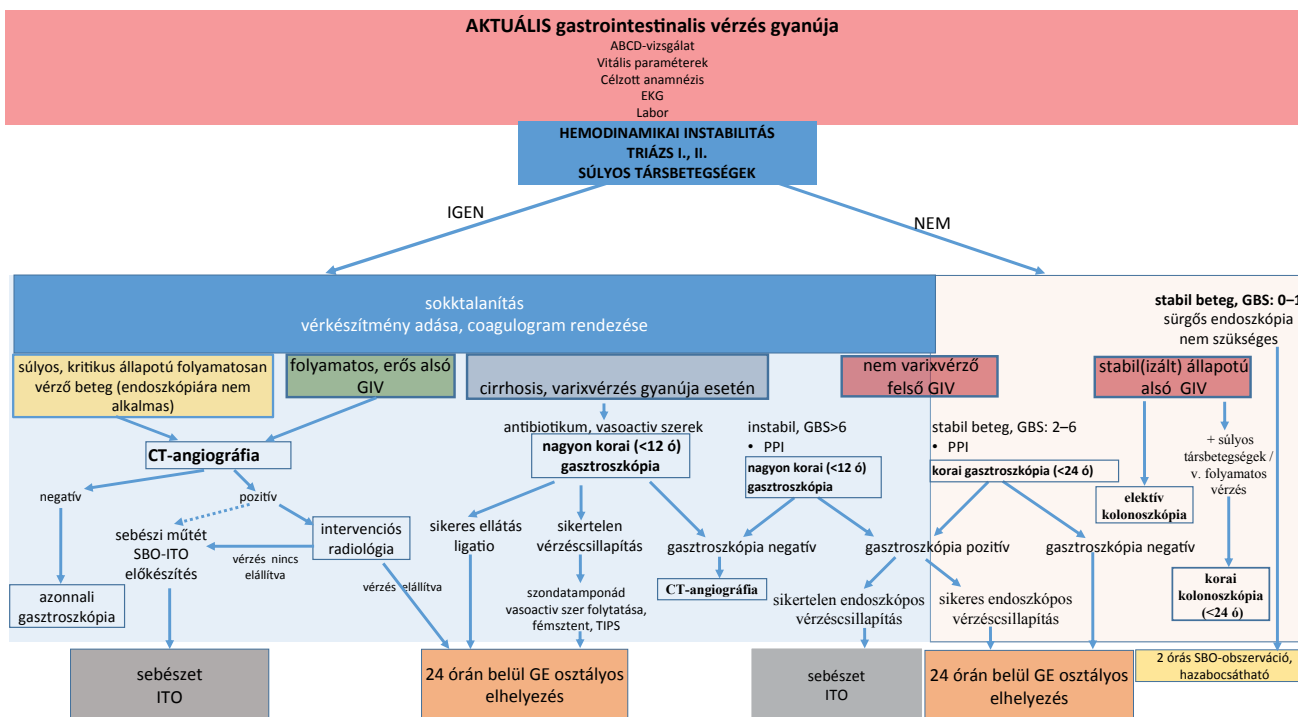 AKTUÁLIS gastrointestinalis vérzés gyanúja
ABCD-vizsgálat
Vitális paraméterek
Célzott anamnézis
EKG
Labor
HEMODINAMIKAI INSTABILITÁS
TRIÁZS I., II.
SÚLYOS TÁRSBETEGSÉGEK
IGEN
NEM
sokktalanítás
vérkészítmény adása, coagulogram rendezése
stabil beteg, GBS: 0–1
sürgős endoszkópia
nem szükséges
súlyos, kritikus állapotú folyamatosan
vérző beteg (endoszkópiára nem
alkalmas)
folyamatos, erős alsó
GIV
cirrhosis, varixvérzés gyanúja esetén
nem varixvérző
felső GIV
stabil(izált) állapotú
alsó GIV
CT-angiográfia
negatív
pozitív
sebészi műtét
SBO-ITO
előkészítés
intervenciós
radiológia
vérzés nincs
elállítva
vérzés elállítva
azonnali
gasztroszkópia
antibiotikum, vasoactiv szerek
nagyon korai (<12 ó)
gasztroszkópia
sikeres ellátás
ligatio
sikertelen
vérzéscsillapítás
szondatamponád
vasoactiv szer folytatása,
fémsztent, TIPS
instabil, GBS>6
• PPI
nagyon korai (<12 ó)
gasztroszkópia
stabil beteg, GBS: 2–6
• PPI
korai gasztroszkópia (<24 ó)
gasztroszkópia negatív
gasztroszkópia pozitív
gasztroszkópia negatív
CT-angiográfia
sikertelen endoszkópos
vérzéscsillapítás
sikeres endoszkópos
vérzéscsillapítás
elektív
kolonoszkópia
+ súlyos
társbetegségek /
v. folyamatos
vérzés
korai
kolonoszkópia
(<24 ó)
sebészet
ITO
24 órán belül GE osztályos
elhelyezés
sebészet
ITO
24 órán belül GE osztályos
elhelyezés
2 órás SBO-obszerváció,
hazabocsátható